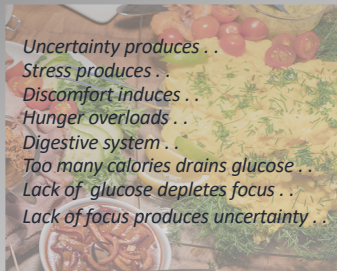 Uncertainty produces . .
Stress produces . .
Discomfort induces . .
Hunger overloads . .
Digestive system . .
Too many calories drains glucose . .
Lack of  glucose depletes focus . .
Lack of focus produces uncertainty . .